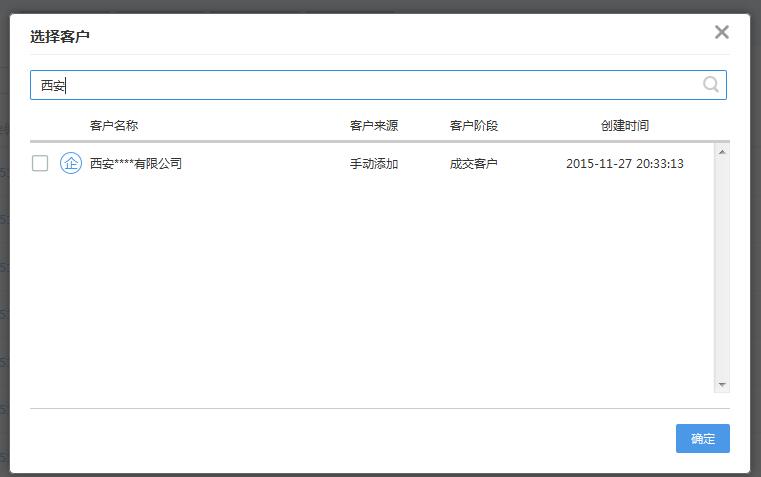 选择客户
西安
客户名称 客户来源 客户阶段 创建时间
企 西安****有限公司 手动添加 成交客户 2015-11-27 20:33:13
确定